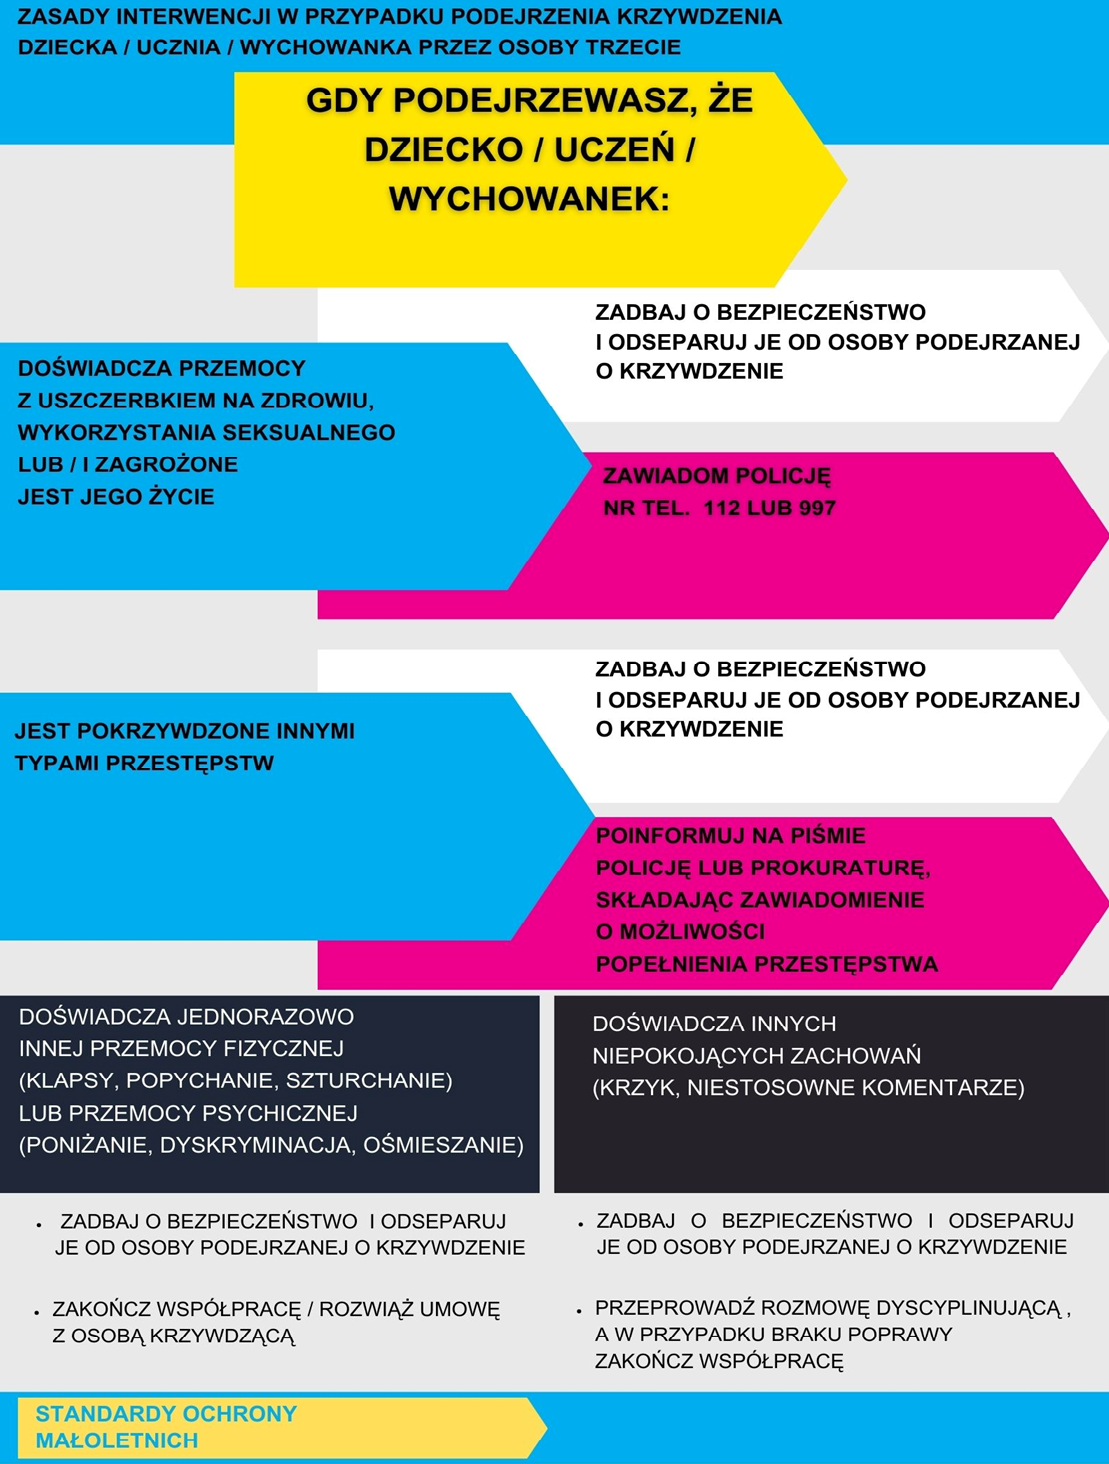 ZASADY INTERWENCJI W PRZYPADKU PODEJRZENIA KRZYWDZENIA
DZIECKA / UCZNIA / WYCHOWANKA PRZEZ OSOBY TRZECIE
GDY PODEJRZEWASZ, ŻE
DZIECKO / UCZEŃ /
WYCHOWANEK:
DOŚWIADCZA PRZEMOCY
Z USZCZERBKIEM NA ZDROWIU,
WYKORZYSTANIA SEKSUALNEGO
LUB / I ZAGROŻONE
JEST JEGO ŻYCIE
ZADBAJ O BEZPIECZEŃSTWO
I ODSEPARUJ JE OD OSOBY PODEJRZANEJ
O KRZYWDZENIE
ZAWIADOM POLICJĘ
NR TEL. 112 LUB 997
JEST POKRZYWDZONE INNYMI
TYPAMI PRZESTĘPSTW
ZADBAJ O BEZPIECZEŃSTWO
I ODSEPARUJ JE OD OSOBY PODEJRZANEJ
O KRZYWDZENIE
POINFORMUJ NA PIŚMIE
POLICJĘ LUB PROKURATURĘ,
SKŁADAJĄC ZAWIADOMIENIE
O MOŻLIWOŚCI
POPEŁNIENIA PRZESTĘPSTWA
DOŚWIADCZA JEDNORAZOWO
INNEJ PRZEMOCY FIZYCZNEJ
(KLAPSY, POPYCHANIE, SZTURCHANIE)
LUB PRZEMOCY PSYCHICZNEJ
(PONIŻANIE, DYSKRYMINACJA, OŚMIESZANIE)
• ZADBAJ O BEZPIECZEŃSTWO I ODSEPARUJ
JE OD OSOBY PODEJRZANEJ O KRZYWDZENIE
• ZAKOŃCZ WSPÓŁPRACĘ / ROZWIĄŻ UMOWĘ
Z OSOBĄ KRZYWDZĄCĄ
DOŚWIADCZA INNYCH
NIEPOKOJĄCYCH ZACHOWAŃ
(KRZYK, NIESTOSOWNE KOMENTARZE)
• ZADBAJ O BEZPIECZEŃSTWO I ODSEPARUJ
JE OD OSOBY PODEJRZANEJ O KRZYWDZENIE
• PRZEPROWADŹ ROZMOWĘ DYSCYPLINUJĄCĄ ,
A W PRZYPADKU BRAKU POPRAWY
ZAKOŃCZ WSPÓŁPRACĘ
STANDARDY OCHRONY
MAŁOLETNICH